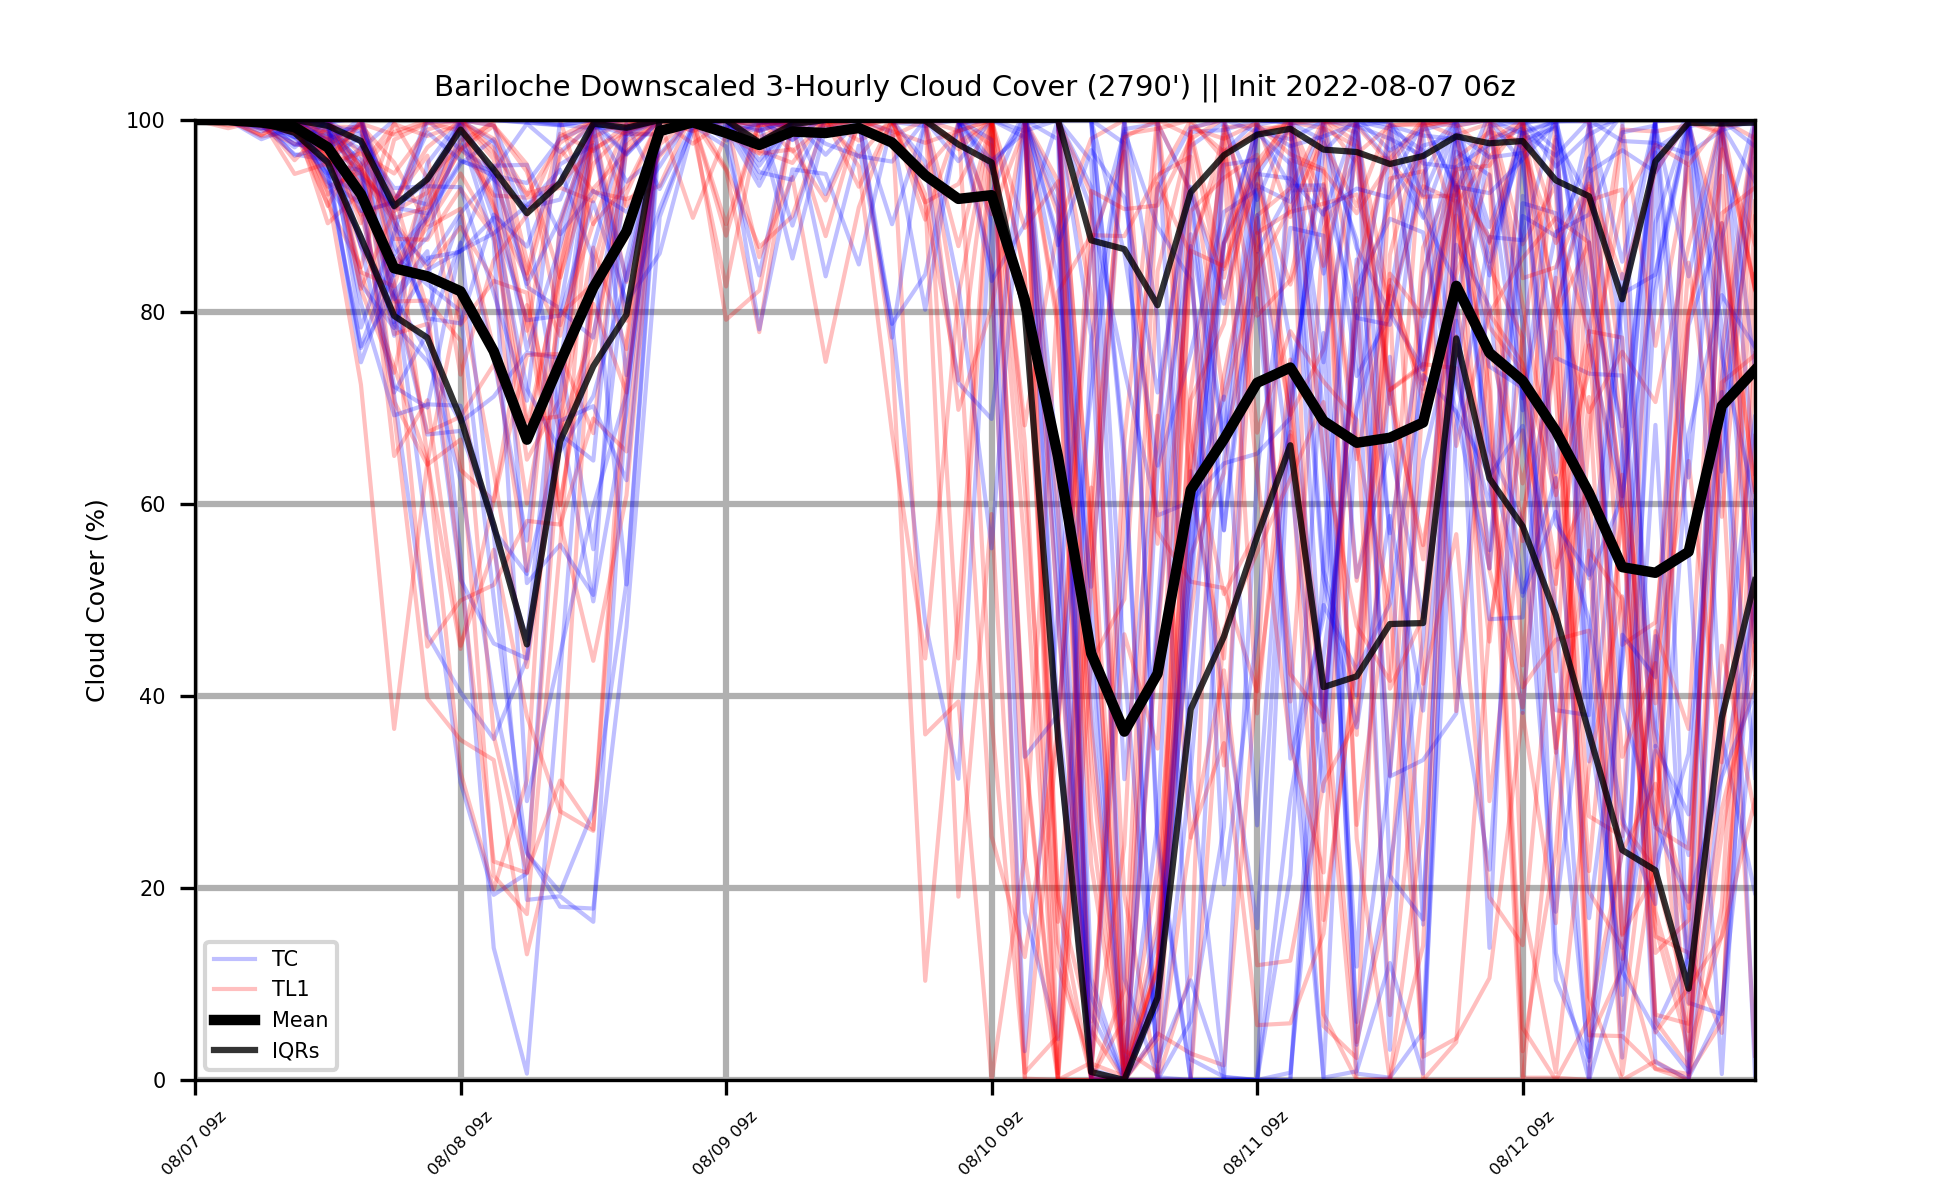 Bariloche Downscaled 3-Hourly Cloud Cover (2790') || Init 2022-08-07 06z
Cloud Cover (%)
100
80
60
40
20
0
TC
TL1
Mean
IQRs
08/07 09z
08/08 09z
08/09 09z
08/10 09z
08/11 09z
08/12 09z